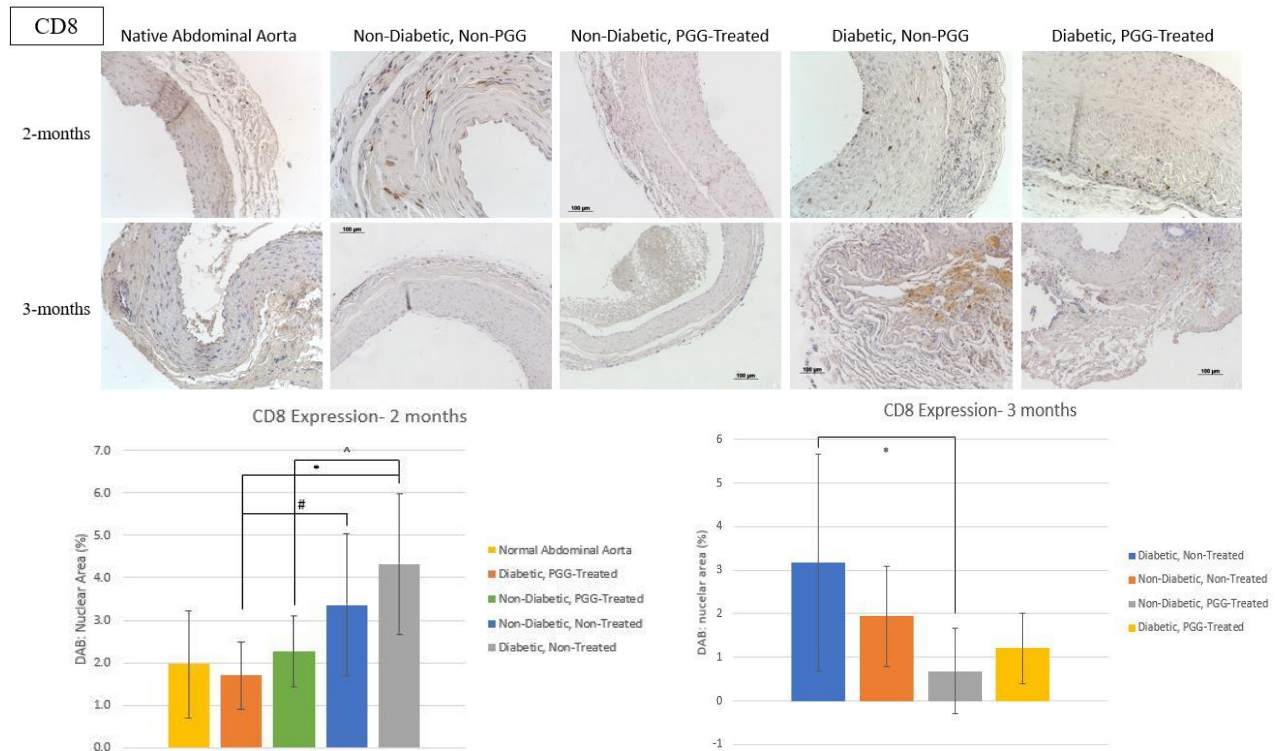 CD8
Native Abdominal Aorta
Non-Diabetic, Non-PGG
Non-Diabetic, PGG-Treated
Diabetic, Non-PGG
Diabetic, PGG-Treated
2-months
100 μm
3-months
100 μm
100 μm
100 μm
100 μm
CD8 Expression- 2 months
DAB: Nuclear Area (%)
7.0
6.0
5.0
4.0
3.0
2.0
1.0
0.0
^
*
#
Normal Abdominal Aorta
Diabetic, PGG-Treated
Non-Diabetic, PGG-Treated
Non-Diabetic, Non-Treated
Diabetic, Non-Treated
CD8 Expression- 3 months
DAB: nucelar area (%)
6
5
4
3
2
1
0
-1
*
Diabetic, Non-Treated
Non-Diabetic, Non-Treated
Non-Diabetic, PGG-Treated
Diabetic, PGG-Treated